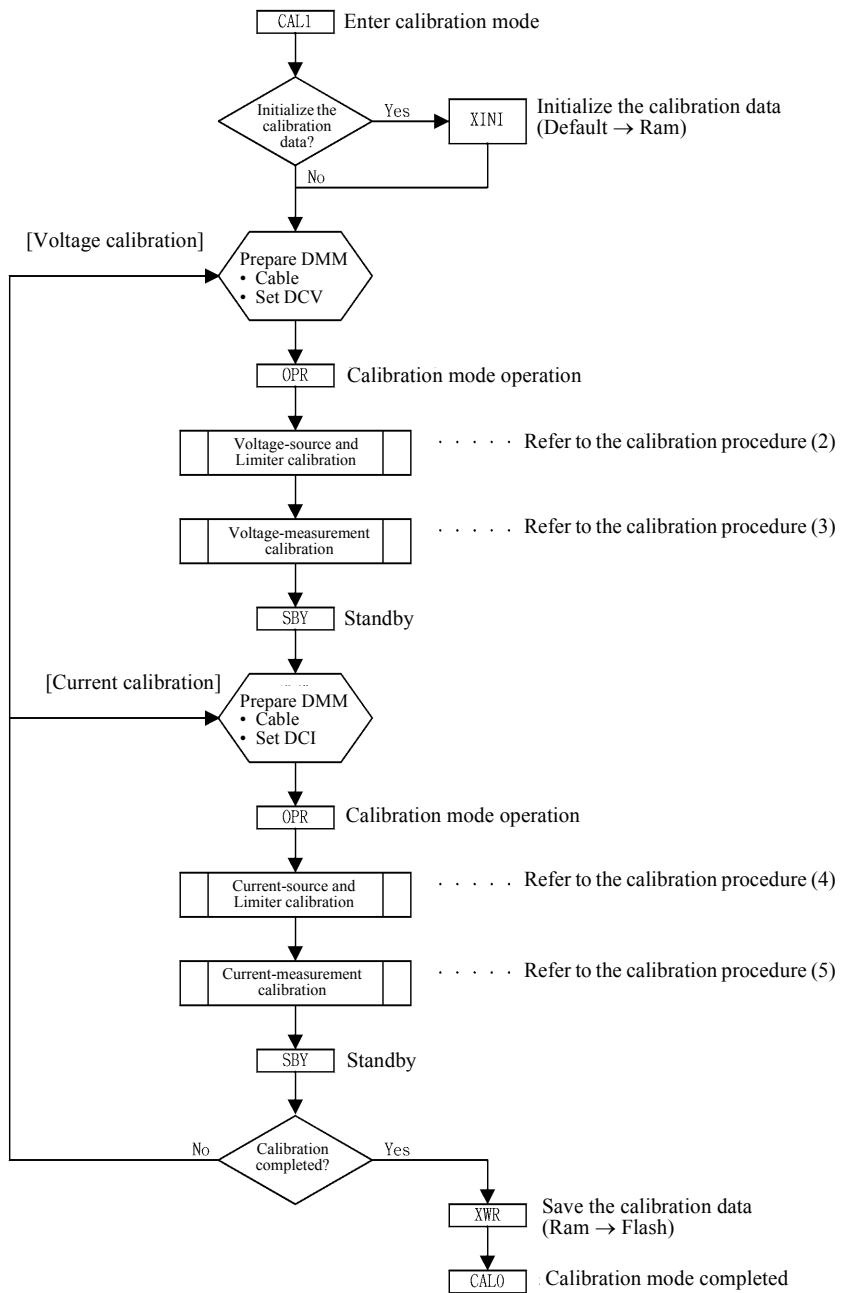 CAL1 Enter calibration mode
Initialize the
calibration
data?
Yes
XINI
Initialize the calibration data
(Default → Ram)
No
[Voltage calibration]
Prepare DMM
• Cable
• Set DCV
OPR Calibration mode operation
Voltage-source and
Limiter calibration
· · · · · Refer to the calibration procedure (2)
Voltage-measurement
calibration
· · · · · Refer to the calibration procedure (3)
SBY Standby
[Current calibration]
Prepare DMM
• Cable
• Set DCI
OPR Calibration mode operation
Current-source and
Limiter calibration
· · · · · Refer to the calibration procedure (4)
Current-measurement
calibration
· · · · · Refer to the calibration procedure (5)
SBY Standby
No
Calibration
completed?
Yes
XWR
Save the calibration data
(Ram → Flash)
CAL0 : Calibration mode completed